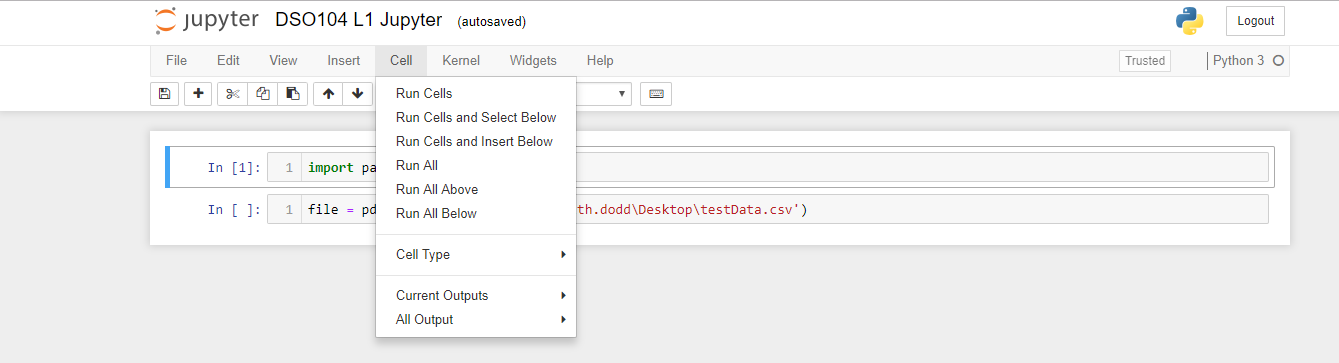 jupyter DSO104 L1 Jupyter (autosaved) Logout
File Edit View Insert Cell Kernel Widgets Help Trusted Python 3
Run Cells
Run Cells and Select Below
Run Cells and Insert Below
In [1]: 1 import pa
Run All
Run All Above
In [ ]: 1 file = pd th.dodd\Desktop\testData.csv')
Run All Below
Cell Type
Current Outputs
All Output